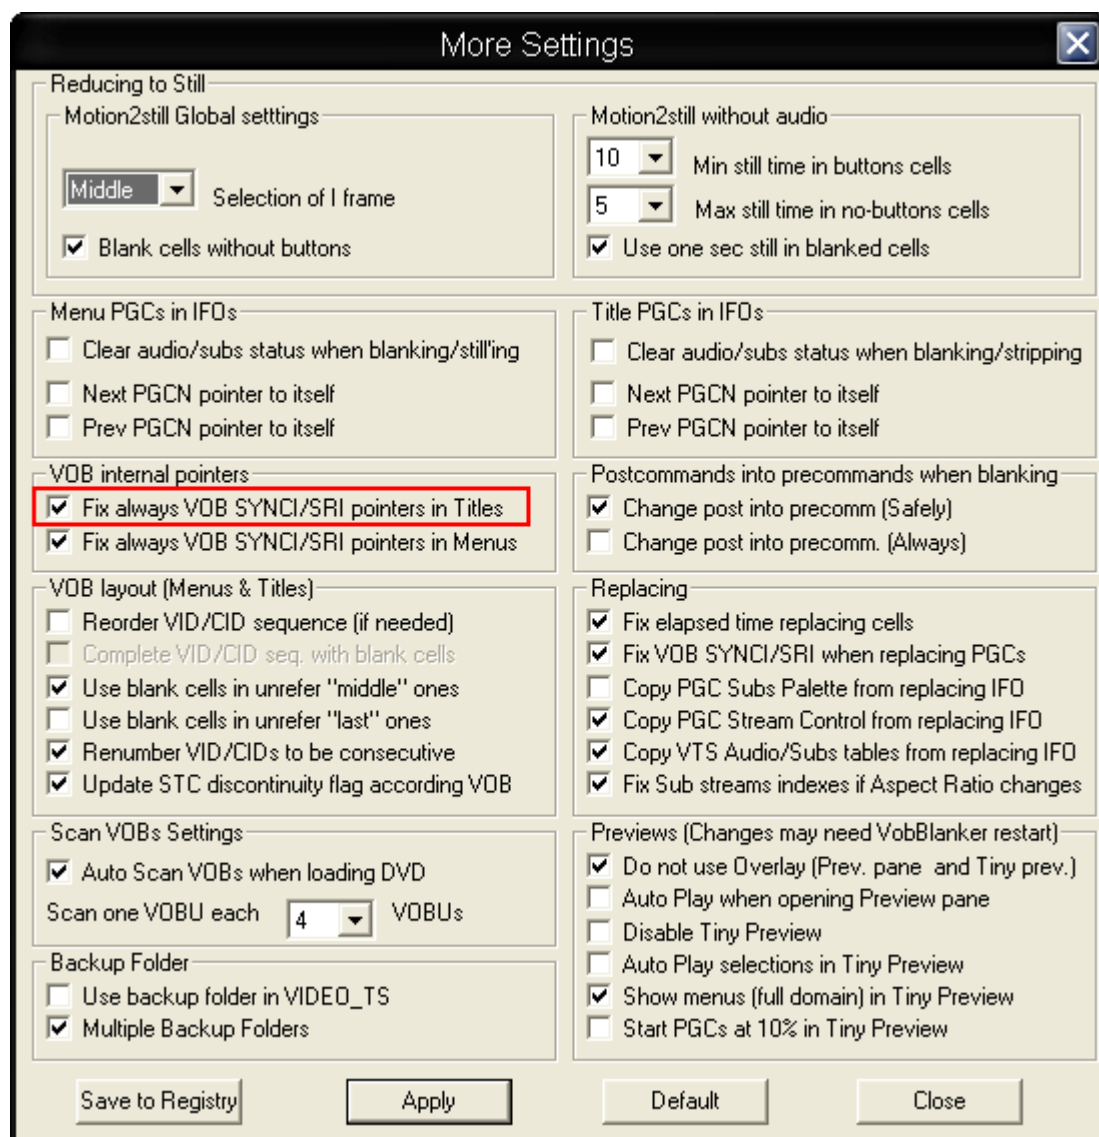 More Settings
Reducing to Still
Motion2still Global setttings
Middle
Selection of I frame
Blank cells without buttons
Motion2still without audio
10
Min still time in buttons cells
5
Max still time in no-buttons cells
Use one sec still in blanked cells
Menu PGCs in IFOs
Clear audio/subs status when blanking/still'ing
Next PGCN pointer to itself
Prev PGCN pointer to itself
Title PGCs in IFOs
Clear audio/subs status when blanking/stripping
Next PGCN pointer to itself
Prev PGCN pointer to itself
VOB internal pointers
Fix always VOB SYNCI/SRI pointers in Titles
Fix always VOB SYNCI/SRI pointers in Menus
Postcommands into precommands when blanking
Change post into precomm (Safely)
Change post into precomm. (Always)
VOB layout (Menus & Titles)
Reorder VID/CID sequence (if needed)
Complete VID/CID seq. with blank cells
Use blank cells in unrefer "middle" ones
Use blank cells in unrefer "last" ones
Renumber VID/CIDs to be consecutive
Update STC discontinuity flag according VOB
Replacing
Fix elapsed time replacing cells
Fix VOB SYNCI/SRI when replacing PGCs
Copy PGC Subs Palette from replacing IFO
Copy PGC Stream Control from replacing IFO
Copy VTS Audio/Subs tables from replacing IFO
Fix Sub streams indexes if Aspect Ratio changes
Scan VOBs Settings
Auto Scan VOBs when loading DVD
Scan one VOBU each 4 VOBUs
Backup Folder
Use backup folder in VIDEO_TS
Multiple Backup Folders
Previews (Changes may need VobBlanker restart)
Do not use Overlay (Prev. pane and Tiny prev.)
Auto Play when opening Preview pane
Disable Tiny Preview
Auto Play selections in Tiny Preview
Show menus (full domain) in Tiny Preview
Start PGCs at 10% in Tiny Preview
Save to Registry
Apply
Default
Close